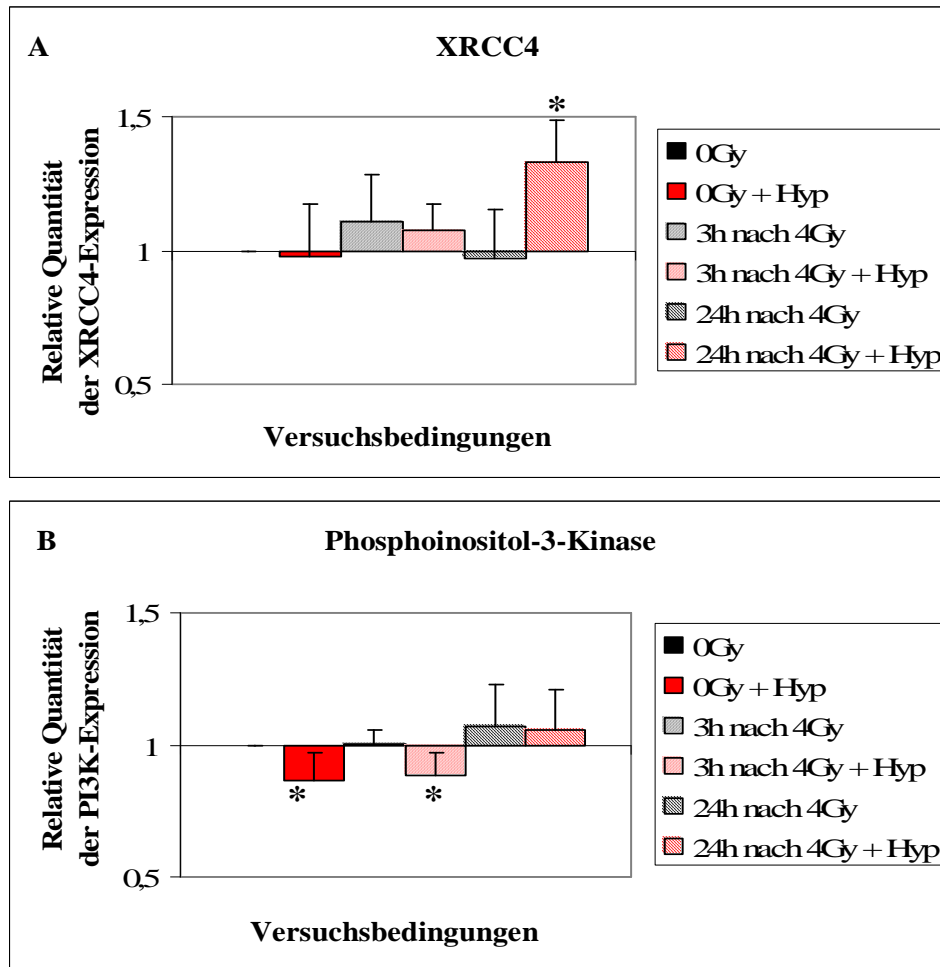 A
XRCC4
Relative Quantität
der XRCC4-Expression
1,5
1
0,5
*
Versuchsbedingungen
0Gy
0Gy + Hyp
3h nach 4Gy
3h nach 4Gy + Hyp
24h nach 4Gy
24h nach 4Gy + Hyp
B
Phosphoinositol-3-Kinase
Relative Quantität
der PI3K-Expression
1,5
1
0,5
*
*
Versuchsbedingungen
0Gy
0Gy + Hyp
3h nach 4Gy
3h nach 4Gy + Hyp
24h nach 4Gy
24h nach 4Gy + Hyp